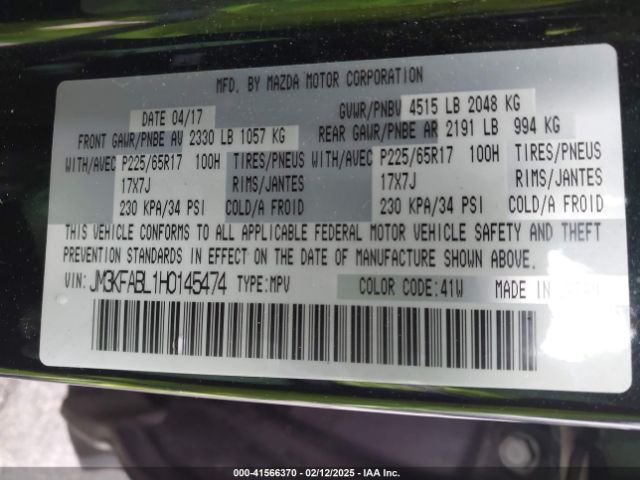 MFD. BY MAZDA MOTOR CORPORATION
DATE 04/17 GVWR/PNBV 4515 LB 2048 KG
FRONT GAWR/PNBE AV 2330 LB 1057 KG REAR GAWR/PNBE AR 2191 LB 994 KG
WITH/AVEC P225/65R17 100H TIRES/PNEUS WITH/AVEC P225/65R17 100H TIRES/PNEUS
17X7J RIMS/JANTES 17X7J RIMS/JANTES
230 KPA/34 PSI COLD/A FROID 230 KPA/34 PSI COLD/A FROID
THIS VEHICLE CONFORMS TO ALL APPLICABLE FEDERAL MOTOR VEHICLE SAFETY AND THEFT
PREVENTION STANDARDS IN EFFECT ON THE DATE OF MANUFACTURE SHOWN ABOVE.
VIN: JM3KFABL1H0145474 TYPE:MPV COLOR CODE:41W MADE IN
000-41566370 - 02/12/2025 - IAA Inc.